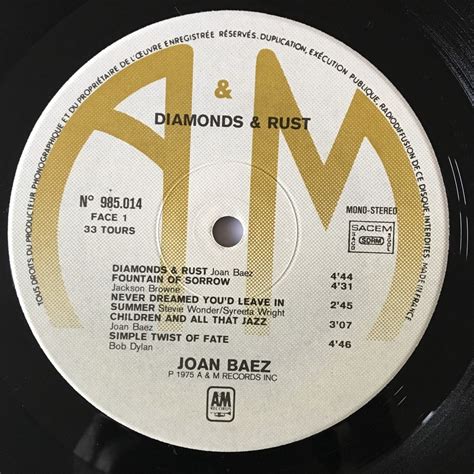 TOUS DROITS DU PRODUCTEUR PHONOGRAPHIQUE ET DU PROPRIÉTAIRE DE L'ŒUVRE ENREGISTRÉE RÉSERVÉS. DUPLICATION, EXÉCUTION PUBLIQUE, RADIODIFFUSION DE CE DISQUE, INTERDITES. MADE IN FRANCE
&
AM
DIAMONDS & RUST
N° 985.014
FACE 1
33 TOURS
MONO-STEREO
SACEM
SACD SDRM SGDL
DIAMONDS & RUST Joan Baez 4'44
FOUNTAIN OF SORROW 4'31
Jackson Browne
NEVER DREAMED YOU'D LEAVE IN 2'45
SUMMER Stevie Wonder/Syreeta Wright
CHILDREN AND ALL THAT JAZZ 3'07
Joan Baez
SIMPLE TWIST OF FATE 4'46
Bob Dylan
JOAN BAEZ
P 1975 A & M RECORDS INC
A&M
RECORDS